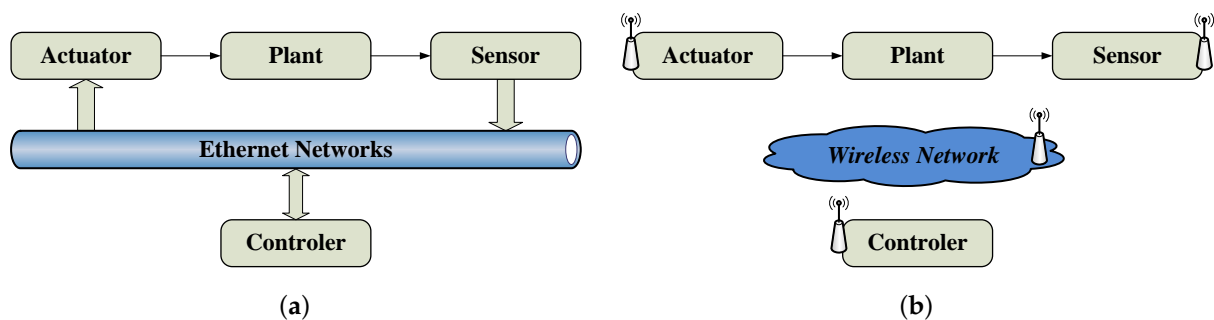 Actuator Plant Sensor
Ethernet Networks
Controler
(a)
Actuator Plant Sensor
Wireless Network
Controler
(b)